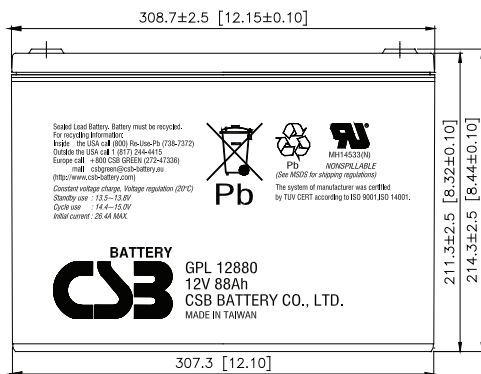 308.7±2.5 [12.15±0.10]
Sealed Lead Battery. Battery must be recycled.
For recycling information:
Inside the USA call (800) Re-Use-Pb (738-7372)
Outside the USA call 1 (817) 244-4415
Europe call +800 CSB GREEN (272-47336)
mail csbgreen@csb-battery.eu
(http://www.csb-battery.com)
Constant voltage charge, Voltage regulation (20°C)
Standby use : 13.5~13.8V
Cycle use : 14.4~15.0V
Initial current : 26.4A MAX.
Pb
Pb
NONSPILLABLE
(See MSDS for shipping regulations)
MH14533(N)
The system of manufacturer was certified
by TUV CERT according to ISO 9001,ISO 14001.
BATTERY
CSB
GPL 12880
12V 88Ah
CSB BATTERY CO., LTD.
MADE IN TAIWAN
211.3±2.5 [8.32±0.10]
214.3±2.5 [8.44±0.10]
307.3 [12.10]